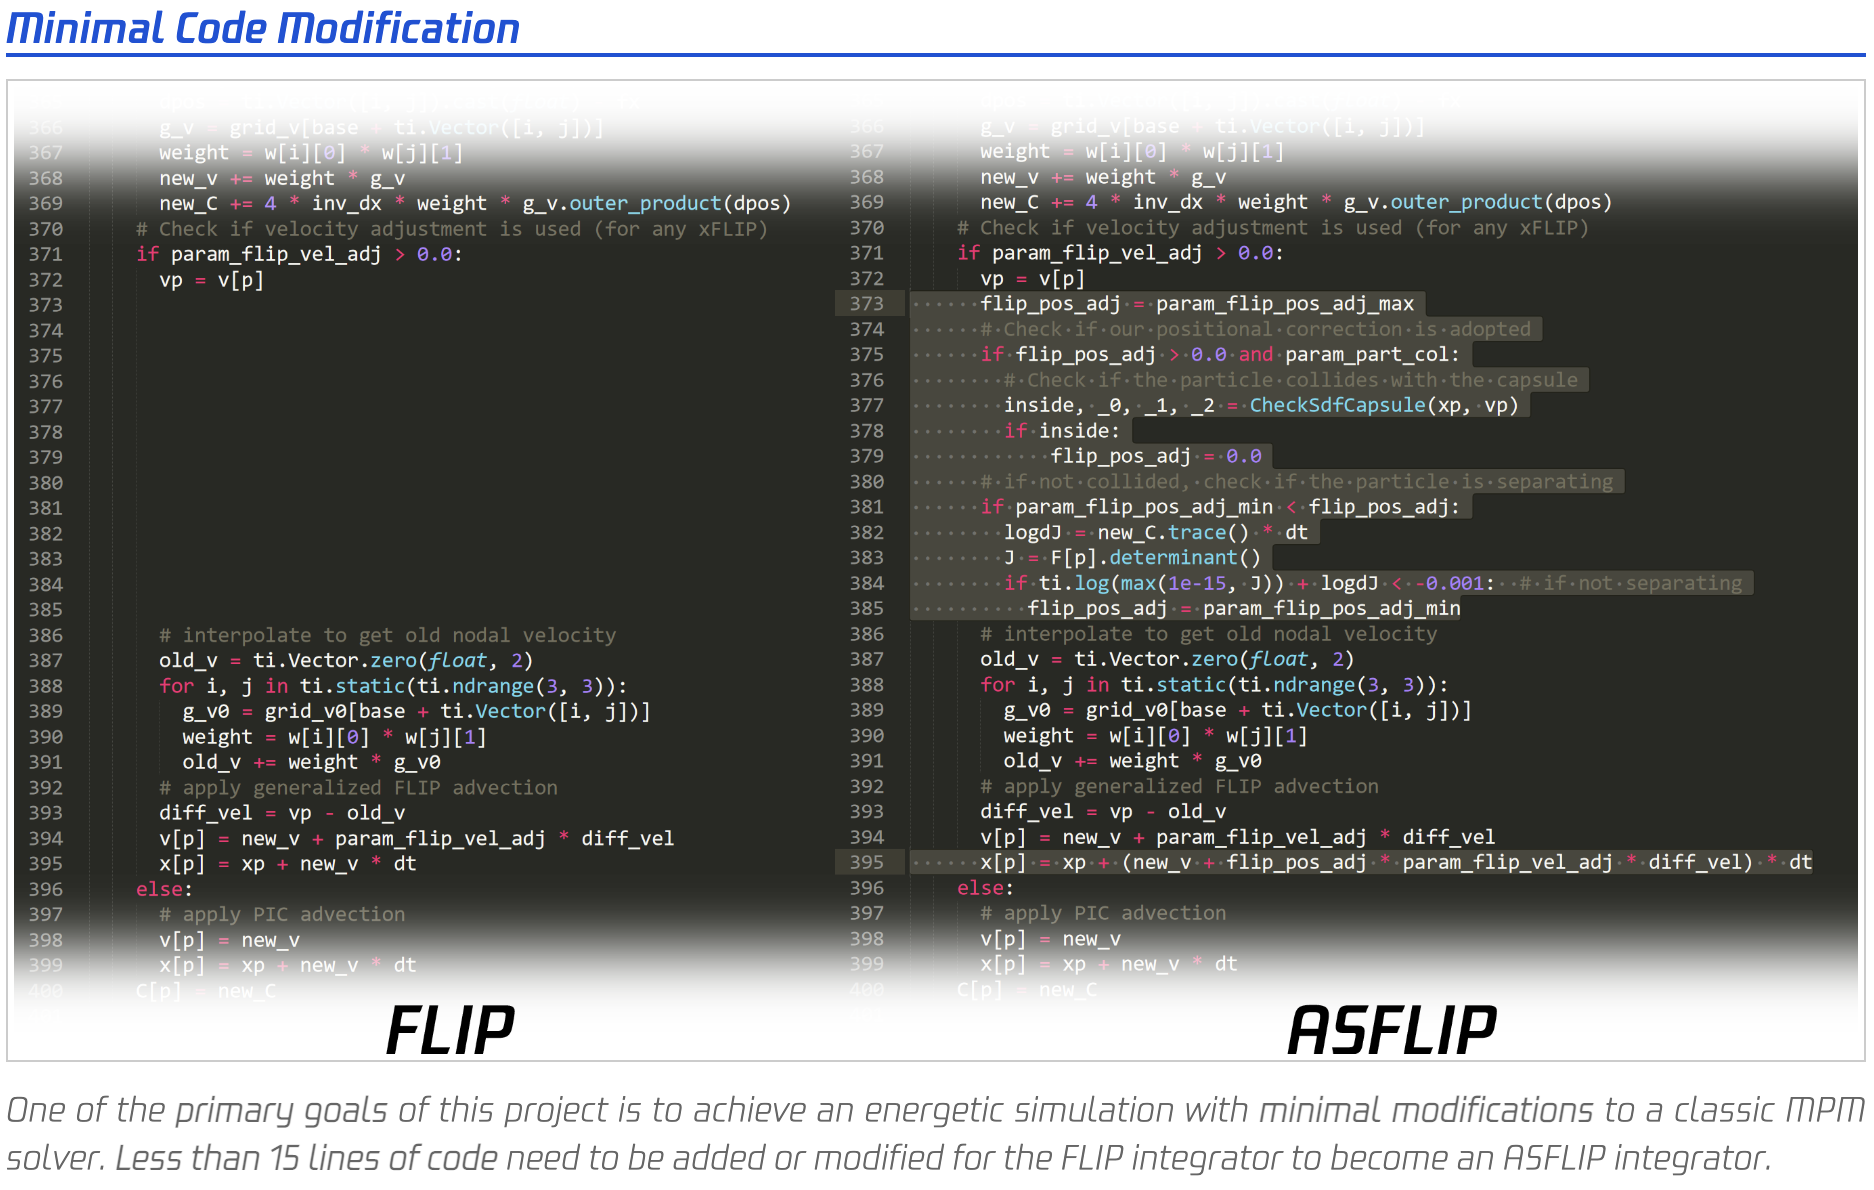 Minimal Code Modification
366 g_v = grid_v[base + ti.Vector([i, j])]
367 weight = w[i][0] * w[j][1]
368 new_v += weight * g_v
369 new_C += 4 * inv_dx * weight * g_v.outer_product(dpos)
370 # Check if velocity adjustment is used (for any xFLIP)
371 if param_flip_vel_adj > 0.0:
372 vp = v[p]
373
374
375
376
377
378
379
380
381
382
383
384
385
386 # interpolate to get old nodal velocity
387 old_v = ti.Vector.zero(float, 2)
388 for i, j in ti.static(ti.ndrange(3, 3)):
389 g_v0 = grid_v0[base + ti.Vector([i, j])]
390 weight = w[i][0] * w[j][1]
391 old_v += weight * g_v0
392 # apply generalized FLIP advection
393 diff_vel = vp - old_v
394 v[p] = new_v + param_flip_vel_adj * diff_vel
395 x[p] = xp + new_v * dt
396 else:
397 # apply PIC advection
398 v[p] = new_v
399 x[p] = xp + new_v * dt
400 C[p] = new_C
FLIP
366 g_v = grid_v[base + ti.Vector([i, j])]
367 weight = w[i][0] * w[j][1]
368 new_v += weight * g_v
369 new_C += 4 * inv_dx * weight * g_v.outer_product(dpos)
370 # Check if velocity adjustment is used (for any xFLIP)
371 if param_flip_vel_adj > 0.0:
372 vp = v[p]
373 flip_pos_adj = param_flip_pos_adj_max
374 # Check if our positional correction is adopted
375 if flip_pos_adj > 0.0 and param_part_col:
376 # Check if the particle collides with the capsule
377 inside, _0, _1, _2 = CheckSdfCapsule(xp, vp)
378 if inside:
379 flip_pos_adj = 0.0
380 # if not collided, check if the particle is separating
381 if param_flip_pos_adj_min < flip_pos_adj:
382 logdJ = new_C.trace() * dt
383 J = F[p].determinant()
384 if ti.log(max(1e-15, J)) + logdJ < -0.001: # if not separating
385 flip_pos_adj = param_flip_pos_adj_min
386 # interpolate to get old nodal velocity
387 old_v = ti.Vector.zero(float, 2)
388 for i, j in ti.static(ti.ndrange(3, 3)):
389 g_v0 = grid_v0[base + ti.Vector([i, j])]
390 weight = w[i][0] * w[j][1]
391 old_v += weight * g_v0
392 # apply generalized FLIP advection
393 diff_vel = vp - old_v
394 v[p] = new_v + param_flip_vel_adj * diff_vel
395 x[p] = xp + (new_v + flip_pos_adj * param_flip_vel_adj * diff_vel) * dt
396 else:
397 # apply PIC advection
398 v[p] = new_v
399 x[p] = xp + new_v * dt
400 C[p] = new_C
ASFLIP
One of the primary goals of this project is to achieve an energetic simulation with minimal modifications to a classic MPM
solver. Less than 15 lines of code need to be added or modified for the FLIP integrator to become an ASFLIP integrator.